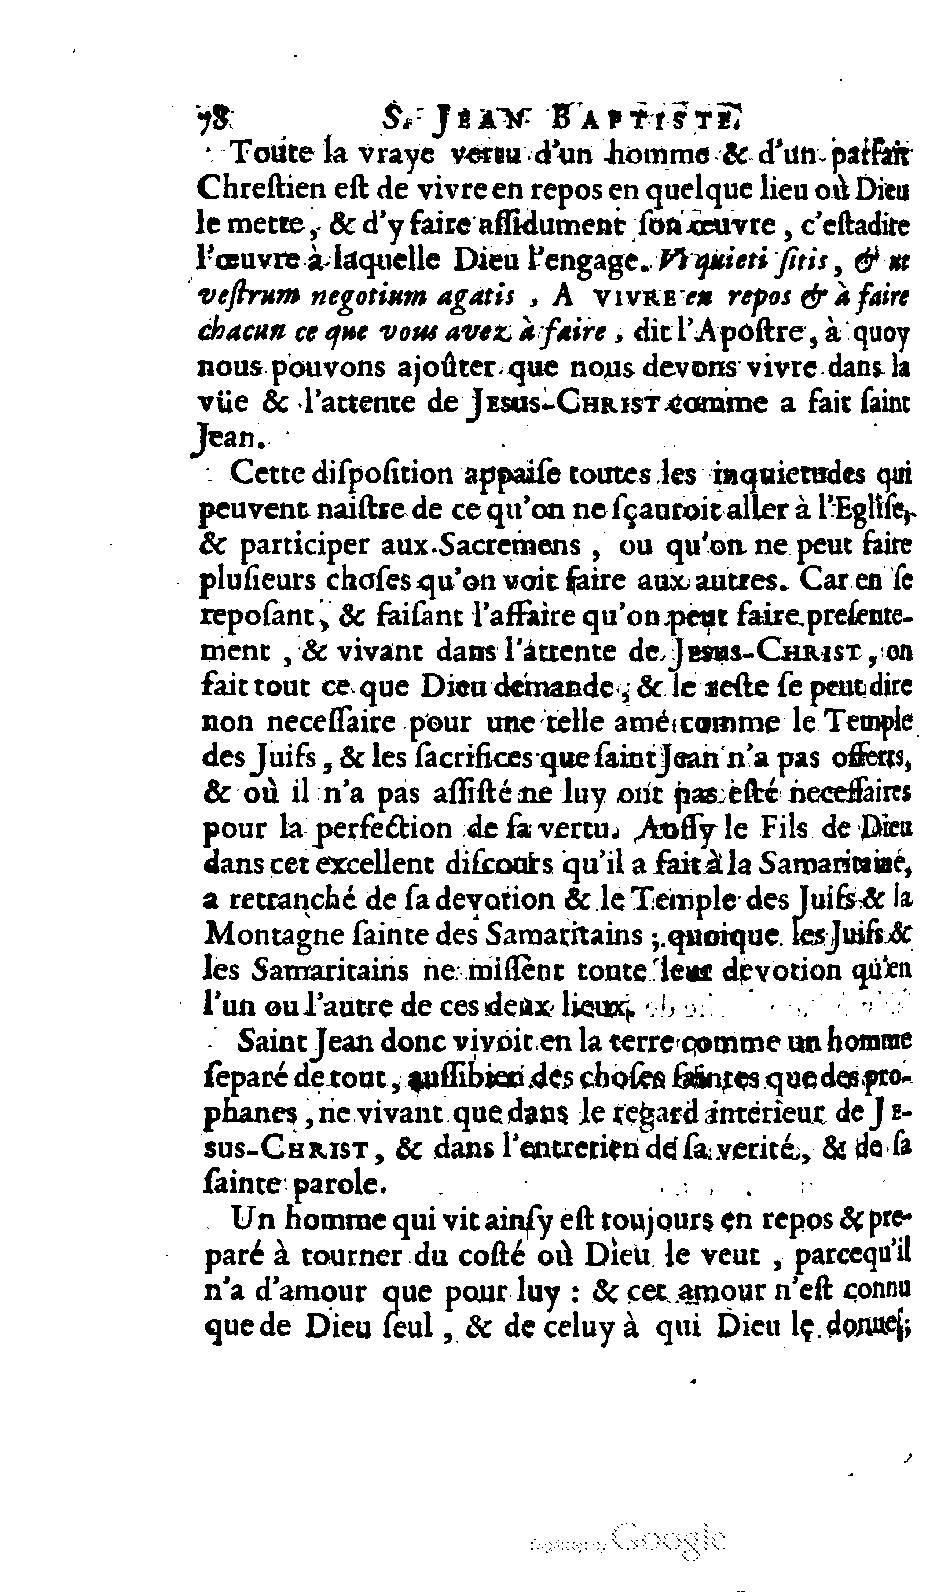 78 S. JEAN BAPTISTE.
Toute la vraye vertu d'un homme & d'un parfait
Chreſtien eſt de vivre en repos en quelque lieu où Dieu
le mette, & d'y faire aſſidument ſon œuvre, c'eſtadire
l'œuvre à laquelle Dieu l'engage. Vt quieti ſitis, & ut
veſtrum negotium agatis, A VIVRE en repos & à faire
chacun ce que vous avez à faire, dit l'Apoſtre, à quoy
nous pouvons ajoûter que nous devons vivre dans la
vüe & l'attente de JESUS-CHRIST comme a fait ſaint
Jean.
Cette diſpoſition appaiſe toutes les inquietudes qui
peuvent naiſtre de ce qu'on ne ſçauroit aller à l'Egliſe,
& participer aux Sacremens, ou qu'on ne peut faire
pluſieurs choſes qu'on voit faire aux autres. Car en ſe
repoſant, & faiſant l'affaire qu'on peut faire preſente-
ment, & vivant dans l'attente de JESUS-CHRIST, on
fait tout ce que Dieu demande, & le reſte ſe peut dire
non neceſſaire pour une telle ame, comme le Temple
des Juifs, & les ſacrifices que ſaint Jean n'a pas offerts,
& où il n'a pas aſſiſté ne luy ont pas eſté neceſſaires
pour la perfection de ſa vertu. Auſſy le Fils de Dieu
dans cet excellent diſcours qu'il a fait à la Samaritaine,
a retranché de ſa devotion & le Temple des Juifs & la
Montagne ſainte des Samaritains; quoique les Juifs &
les Samaritains ne miſſent toute leur devotion qu'en
l'un ou l'autre de ces deux lieux.
Saint Jean donc vivoit en la terre comme un homme
ſeparé de tout, auſſibien des choſes ſaintes que des pro-
phanes, ne vivant que dans le regard interieur de JE-
SUS-CHRIST, & dans l'entretien de ſa verité, & de ſa
ſainte parole.
Un homme qui vit ainſy eſt toujours en repos & pre-
paré à tourner du coſté où Dieu le veut, parcequ'il
n'a d'amour que pour luy : & cet amour n'eſt connu
que de Dieu ſeul, & de celuy à qui Dieu le donne;
Digitized by Google